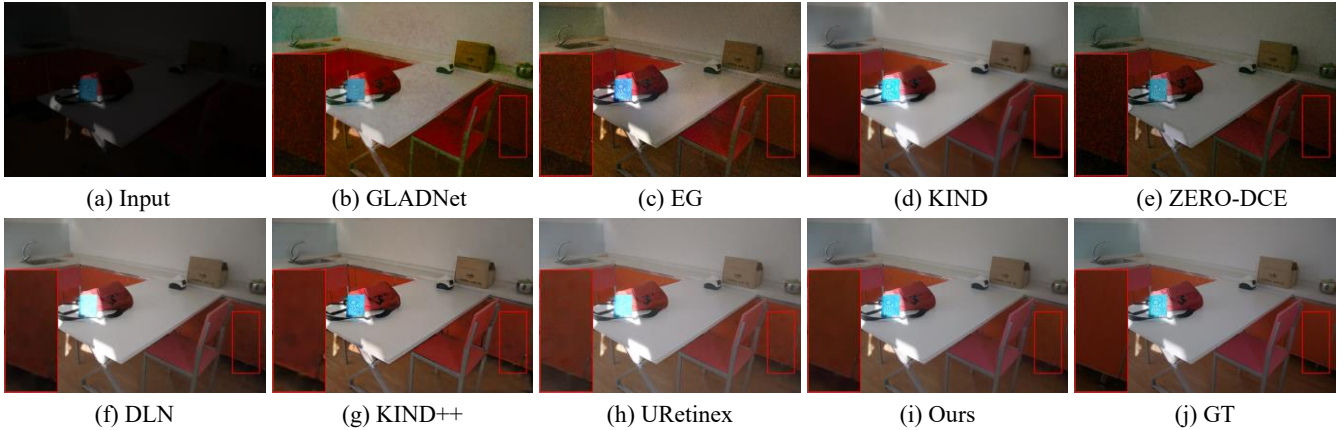 (a) Input
(b) GLADNet
(c) EG
(d) KIND
(e) ZERO-DCE
(f) DLN
(g) KIND++
(h) URetinex
(i) Ours
(j) GT